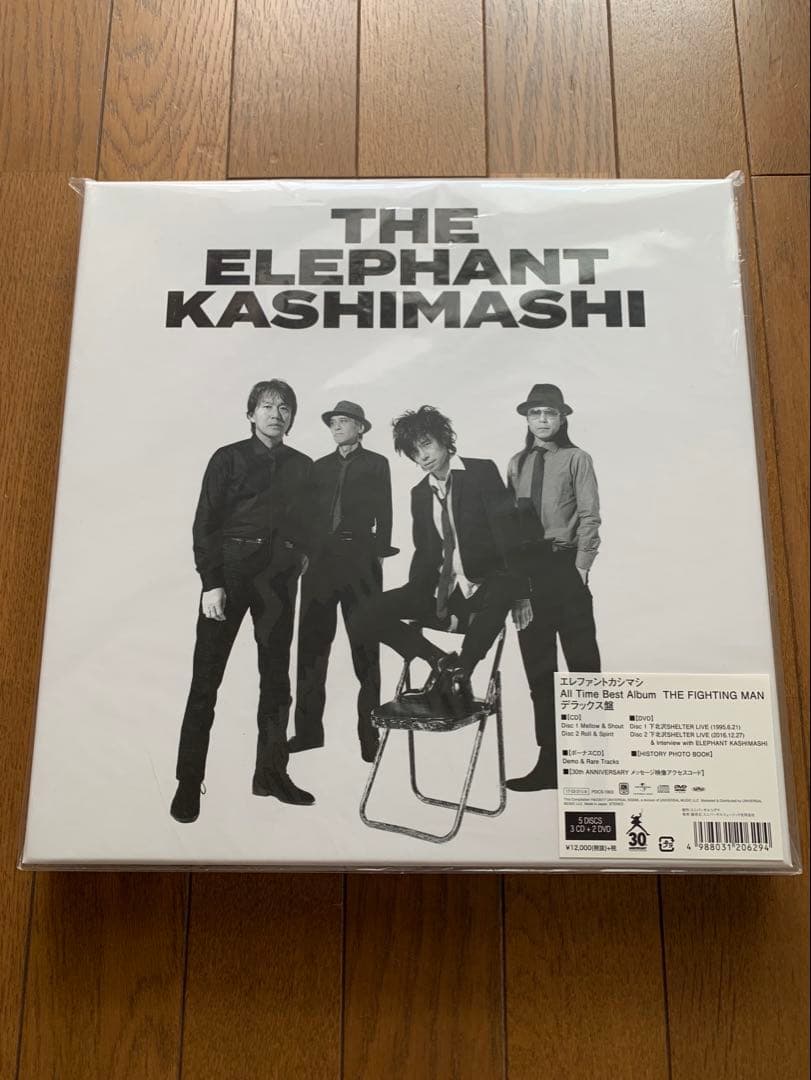 THE
ELEPHANT
KASHIMASHI
エレファントカシマシ
All Time Best Album THE FIGHTING MAN
デラックス盤
■【CD】
Disc 1 Mellow & Shout
Disc 2 Roll & Spirit
■【DVD】
Disc 1 下北沢SHELTER LIVE (1995.6.21)
Disc 2 下北沢SHELTER LIVE (2016.12.27)
& Interview with ELEPHANT KASHIMASHI
■【ボーナスCD】
Demo & Rare Tracks
■【HISTORY PHOTO BOOK】
■【30th ANNIVERSARY メッセージ映像アクセスコード】
5 DISCS
3 CD + 2 DVD
¥12,000(税抜)+税
30
ANNIVERSARY
4 988031 206294